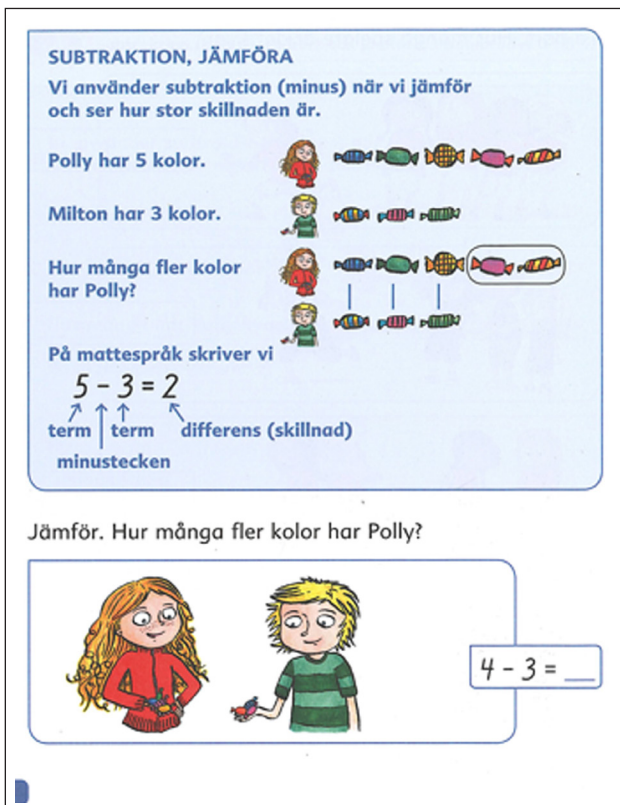 SUBTRAKTION, JÄMFÖRA
Vi använder subtraktion (minus) när vi jämför
och ser hur stor skillnaden är.
Polly har 5 kolor.
Milton har 3 kolor.
Hur många fler kolor
har Polly?
På mattespråk skriver vi
5 - 3 = 2
term term differens (skillnad)
minustecken
Jämför. Hur många fler kolor har Polly?
4 - 3 = __